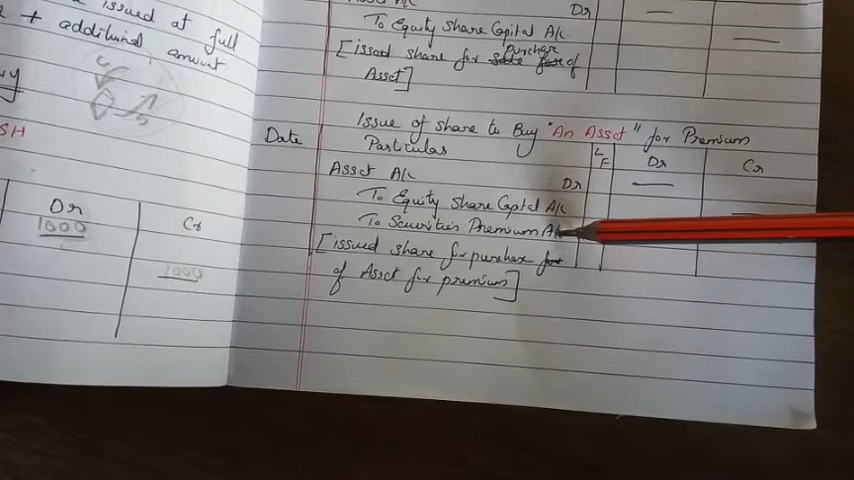 issued at full
+ additional amount
SH
Dr
Cr
1000
1000
Dr
To Equity Share Capital A/c
[issued share for purchase of
Asset]
Issue of share to Buy "An Asset" for Premium
Date
Particulas
L
F
Dr
Cr
Asset A/c
Dr
To Equity Share Capital A/c
To Securities Premium A/c
[issued share for purchase for
of Asset for premium]